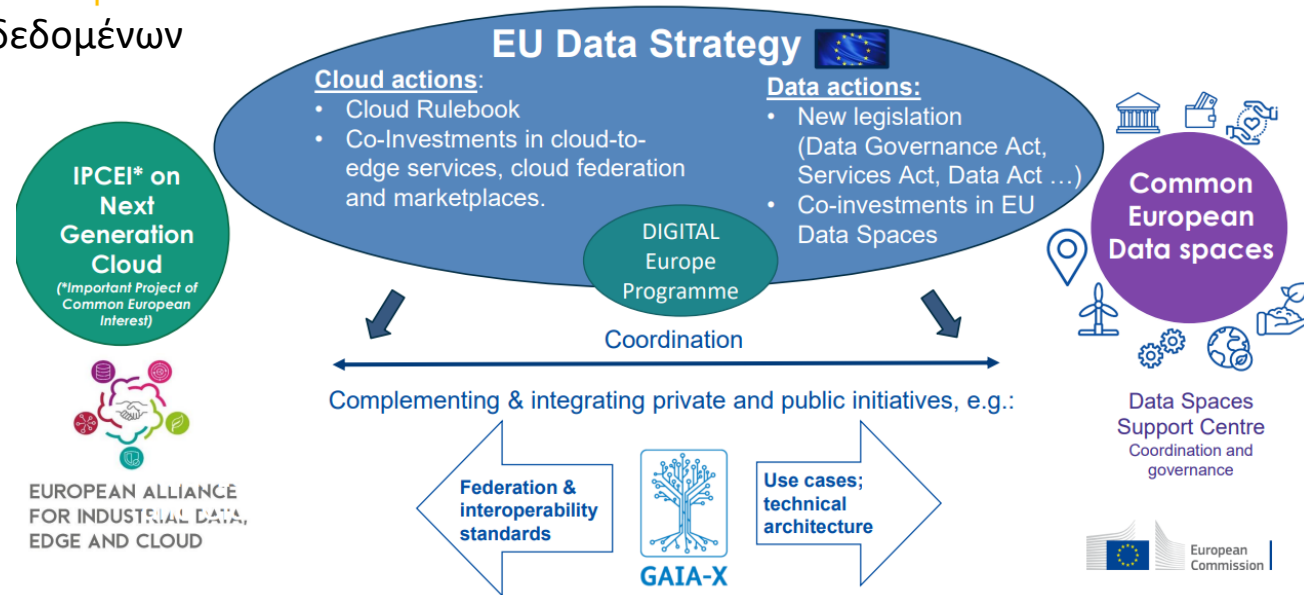 δεδομένων
EU Data Strategy
Cloud actions:
• Cloud Rulebook
• Co-Investments in cloud-to-
edge services, cloud federation
and marketplaces.
Data actions:
• New legislation
(Data Governance Act,
Services Act, Data Act …)
• Co-investments in EU
Data Spaces
DIGITAL
Europe
Programme
IPCEI* on
Next
Generation
Cloud
(*Important Project of
Common European
Interest)
Common
European
Data spaces
Coordination
Complementing & integrating private and public initiatives, e.g.:
EUROPEAN ALLIANCE
FOR INDUSTRIAL DATA,
EDGE AND CLOUD
Federation &
interoperability
standards
GAIA-X
Use cases;
technical
architecture
Data Spaces
Support Centre
Coordination and
governance
European
Commission